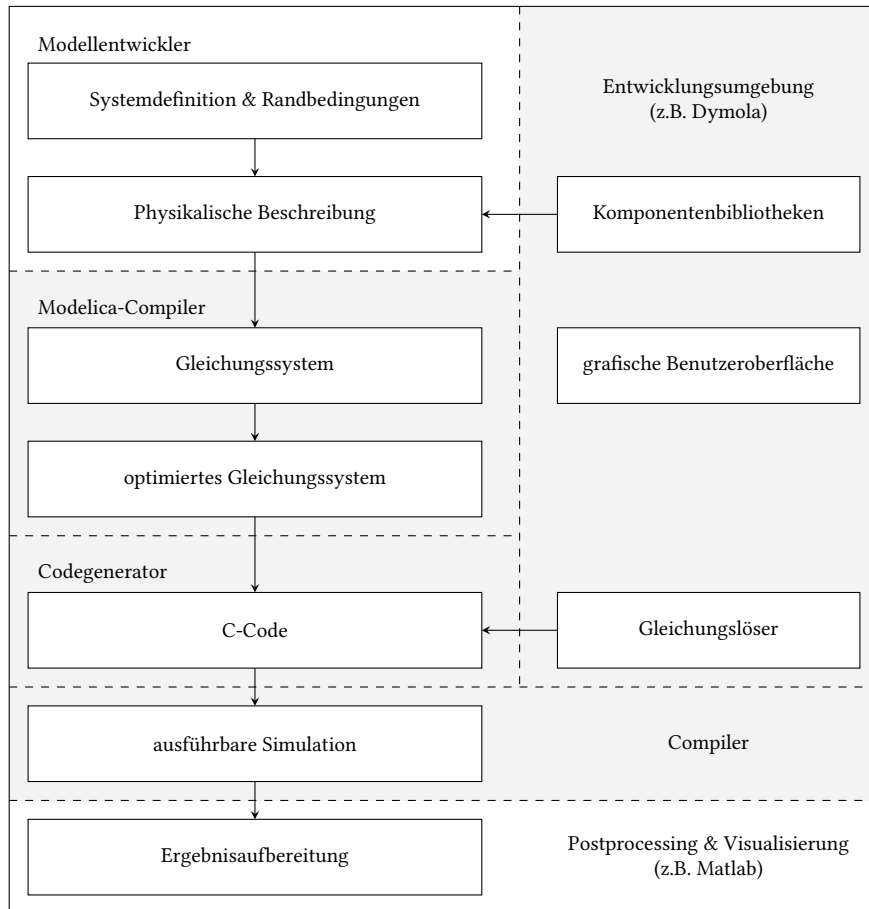 Modellentwickler
Systemdefinition & Randbedingungen
Entwicklungsumgebung
(z.B. Dymola)
Physikalische Beschreibung
Komponentenbibliotheken
Modelica-Compiler
Gleichungssystem
grafische Benutzeroberfläche
optimiertes Gleichungssystem
Codegenerator
C-Code
Gleichungslöser
ausführbare Simulation
Compiler
Ergebnisaufbereitung
Postprocessing & Visualisierung
(z.B. Matlab)